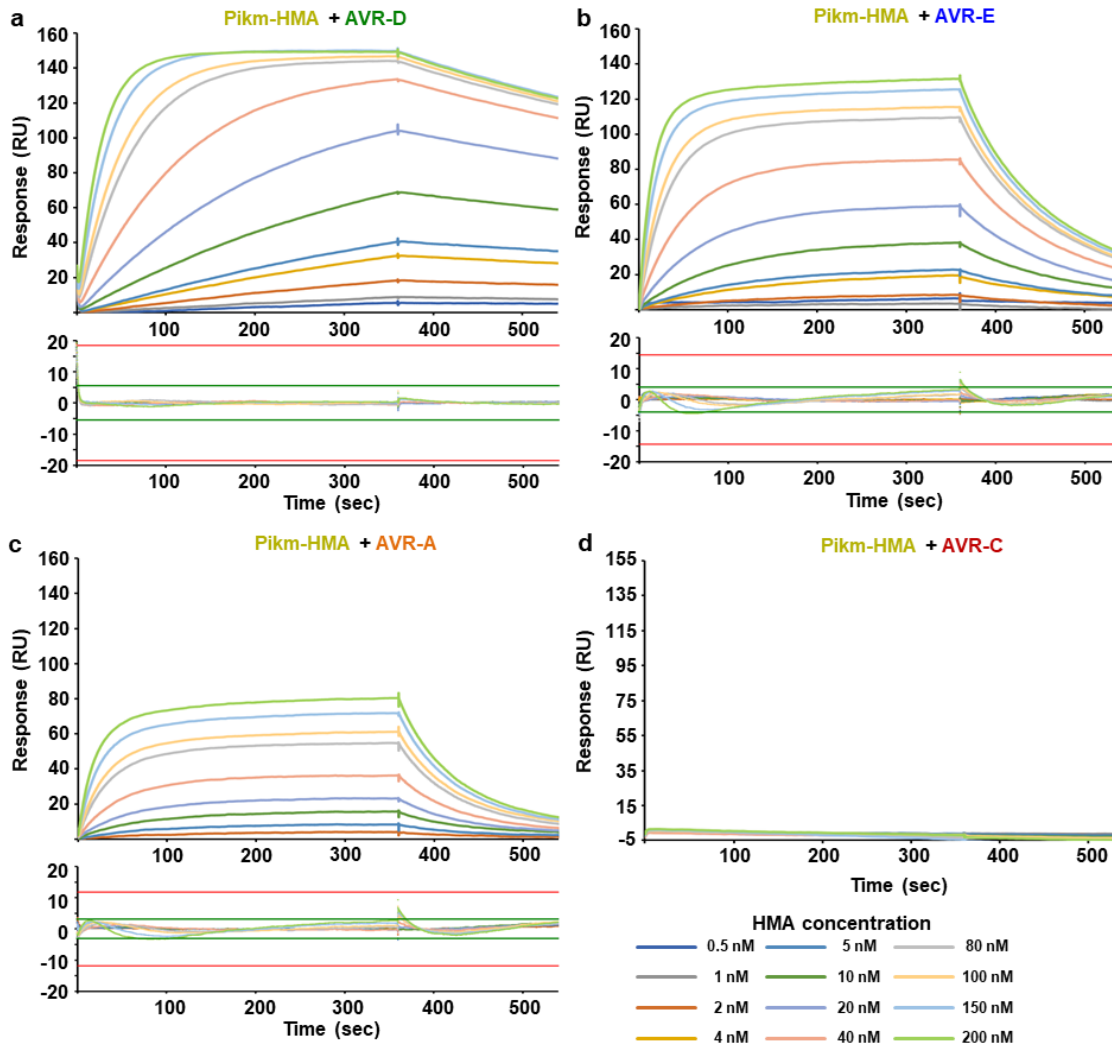 a
Pikm-HMA + AVR-D
Response (RU)
160
140
120
100
80
60
40
20
100 200 300 400 500
20
10
0
-10
-20
100 200 300 400 500
Time (sec)
b
Pikm-HMA + AVR-E
Response (RU)
160
140
120
100
80
60
40
20
100 200 300 400 500
20
10
0
-10
-20
100 200 300 400 500
Time (sec)
c
Pikm-HMA + AVR-A
Response (RU)
160
140
120
100
80
60
40
20
100 200 300 400 500
20
10
0
-10
-20
100 200 300 400 500
Time (sec)
d
Pikm-HMA + AVR-C
Response (RU)
155
135
115
95
75
55
35
15
-5
100 200 300 400 500
Time (sec)
HMA concentration
0.5 nM 5 nM 80 nM
1 nM 10 nM 100 nM
2 nM 20 nM 150 nM
4 nM 40 nM 200 nM